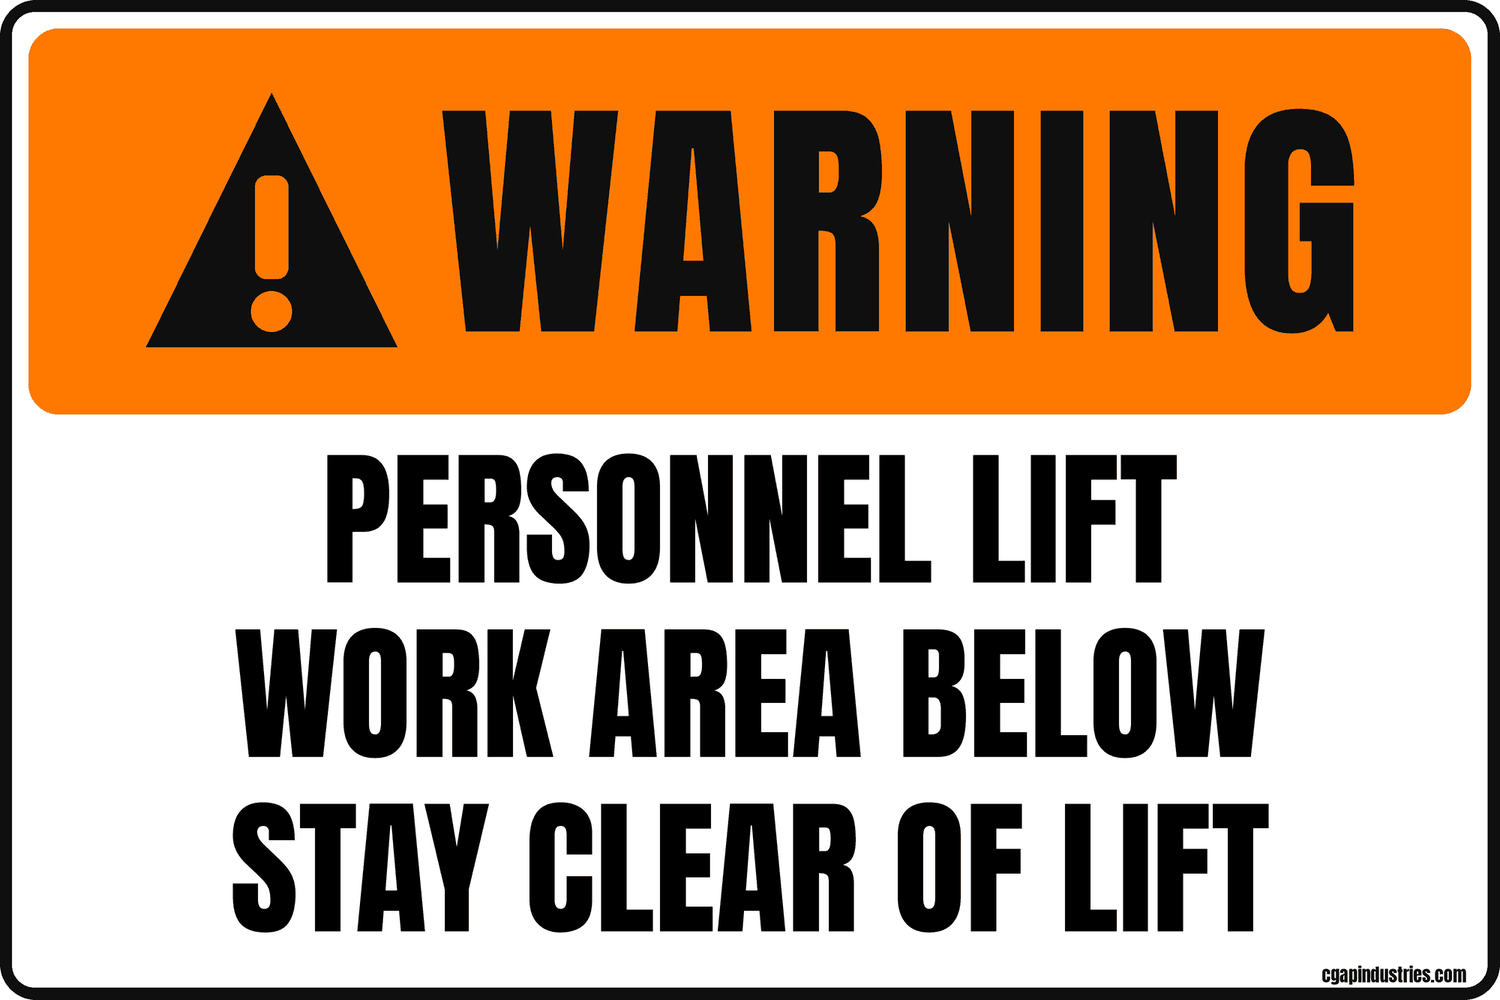 WARNING
PERSONNEL LIFT
WORK AREA BELOW
STAY CLEAR OF LIFT
cgapindustries.com